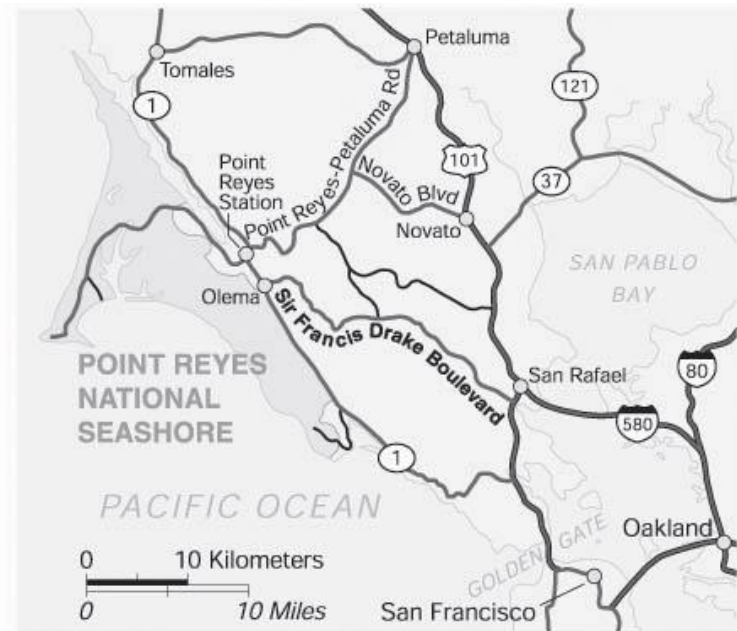 Petaluma
Tomales
121
1
Point Reyes-Petaluma Rd
101
Point
Reyes
Station
Novato Blvd
37
Novato
SAN PABLO
BAY
Olema
Sir Francis Drake Boulevard
POINT REYES
NATIONAL
SEASHORE
San Rafael
80
580
1
PACIFIC OCEAN
Oakland
GOLDEN GATE
0 10 Kilometers
0 10 Miles
San Francisco